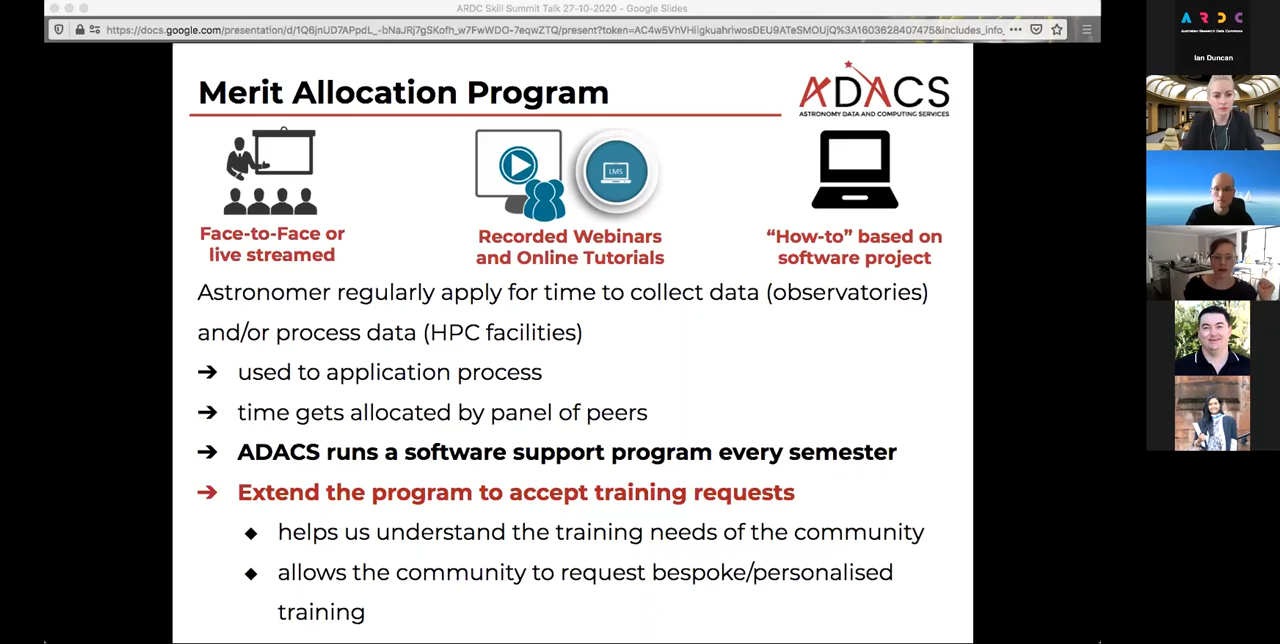 ARDC Skill Summit Talk 27-10-2020 - Google Slides
Merit Allocation Program
ADACS
ASTRONOMY DATA AND COMPUTING SERVICES
LMS
Face-to-Face or
live streamed
Recorded Webinars
and Online Tutorials
“How-to” based on
software project
Astronomer regularly apply for time to collect data (observatories)
and/or process data (HPC facilities)
➔ used to application process
➔ time gets allocated by panel of peers
➔ ADACS runs a software support program every semester
➔ Extend the program to accept training requests
◆ helps us understand the training needs of the community
◆ allows the community to request bespoke/personalised
training
A R D C
Australian Research Data Commons
Ian Duncan